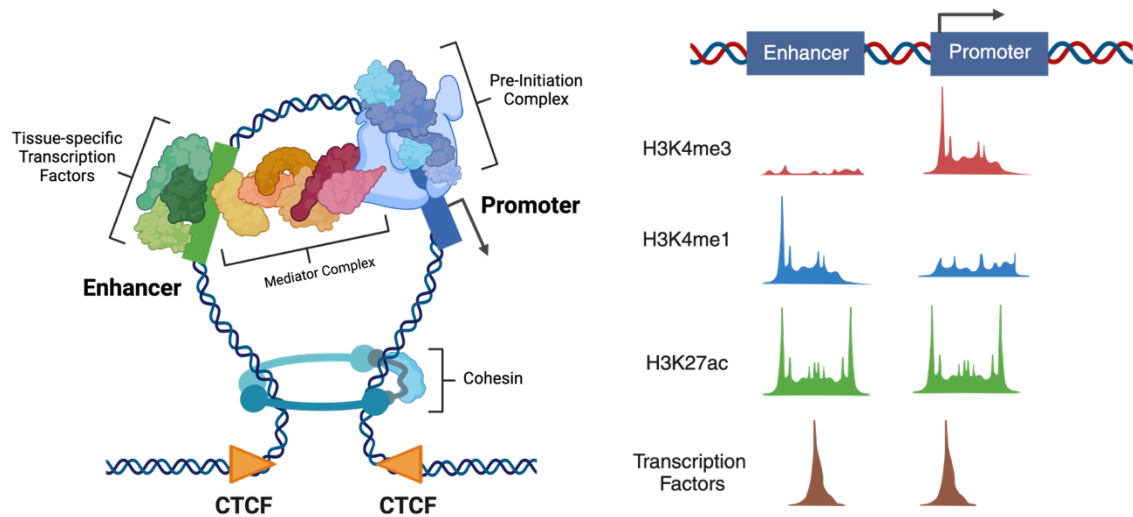 Pre-Initiation
Complex
Tissue-specific
Transcription
Factors
Promoter
Mediator Complex
Enhancer
Cohesin
CTCF
CTCF
Enhancer
Promoter
H3K4me3
H3K4me1
H3K27ac
Transcription
Factors